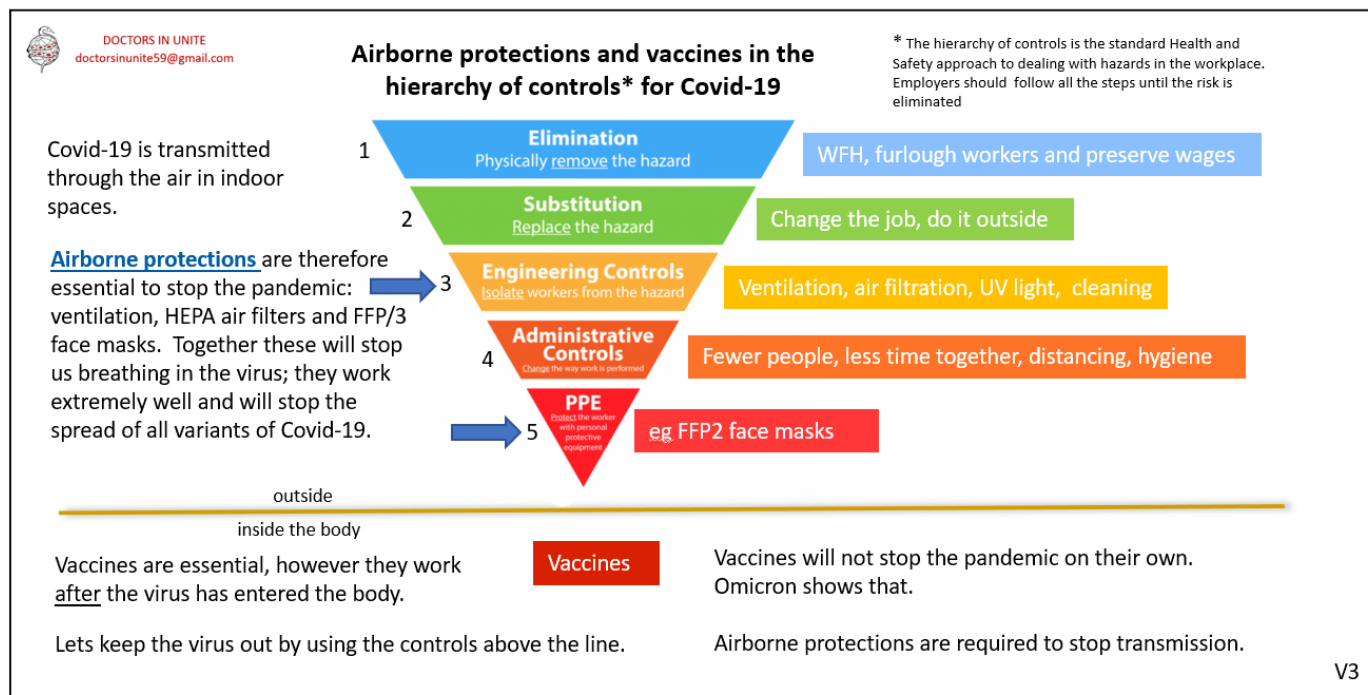 DOCTORS IN UNITE
doctorsinunite59@gmail.com
Airborne protections and vaccines in the
hierarchy of controls* for Covid-19
* The hierarchy of controls is the standard Health and
Safety approach to dealing with hazards in the workplace.
Employers should follow all the steps until the risk is
eliminated
Covid-19 is transmitted
through the air in indoor
spaces.
Airborne protections are therefore
essential to stop the pandemic:
ventilation, HEPA air filters and FFP/3
face masks. Together these will stop
us breathing in the virus; they work
extremely well and will stop the
spread of all variants of Covid-19.
1
Elimination
Physically remove the hazard
WFH, furlough workers and preserve wages
2
Substitution
Replace the hazard
Change the job, do it outside
3
Engineering Controls
Isolate workers from the hazard
Ventilation, air filtration, UV light, cleaning
4
Administrative
Controls
Change the way work is performed
Fewer people, less time together, distancing, hygiene
5
PPE
Protect the worker
with personal
protective
equipment
eg FFP2 face masks
outside
inside the body
Vaccines are essential, however they work
after the virus has entered the body.
Lets keep the virus out by using the controls above the line.
Vaccines
Vaccines will not stop the pandemic on their own.
Omicron shows that.
Airborne protections are required to stop transmission.
V3